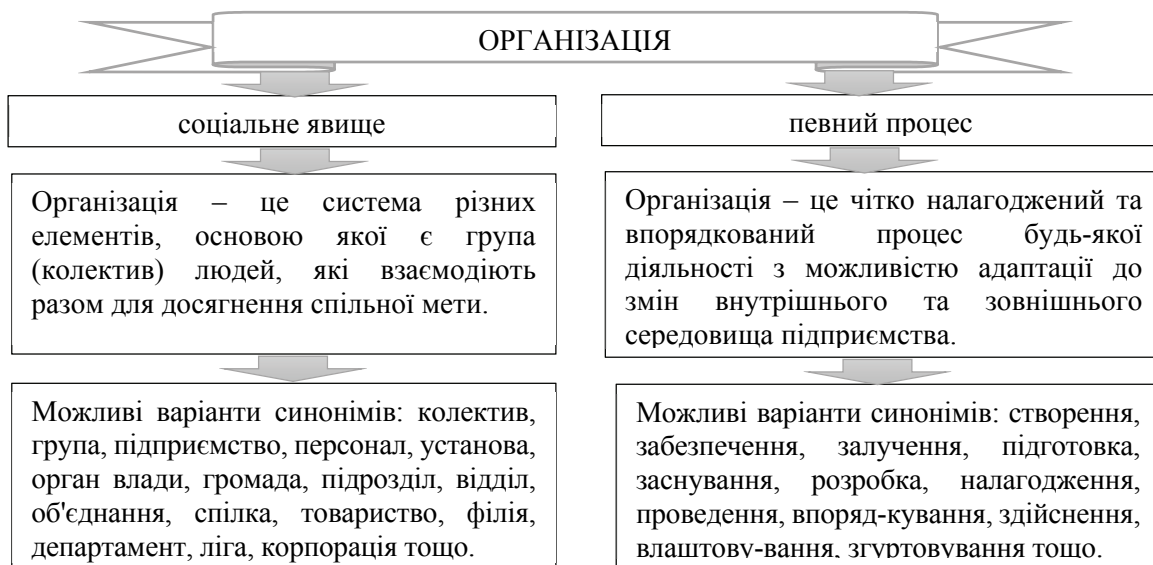 ОРГАНІЗАЦІЯ
соціальне явище
Організація – це система різних
елементів, основою якої є група
(колектив) людей, які взаємодіють
разом для досягнення спільної мети.
Можливі варіанти синонімів: колектив,
група, підприємство, персонал, установа,
орган влади, громада, підрозділ, відділ,
об'єднання, спілка, товариство, філія,
департамент, ліга, корпорація тощо.
певний процес
Організація – це чітко налагоджений та
впорядкований процес будь-якої
діяльності з можливістю адаптації до
змін внутрішнього та зовнішнього
середовища підприємства.
Можливі варіанти синонімів: створення,
забезпечення, залучення, підготовка,
заснування, розробка, налагодження,
проведення, впоряд-кування, здійснення,
влаштову-вання, згуртовування тощо.